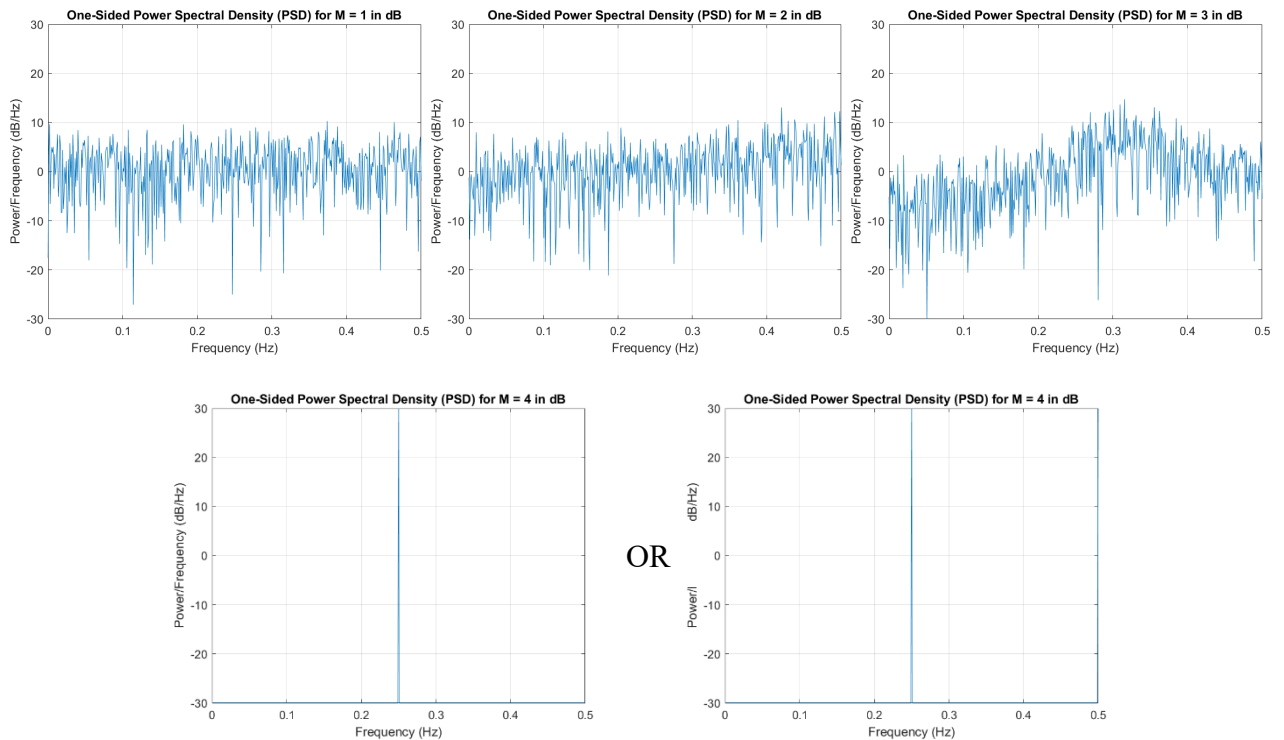 One-Sided Power Spectral Density (PSD) for M = 1 in dB
30
20
10
0
-10
-20
-30
Power/Frequency (dB/Hz)
0 0.1 0.2 0.3 0.4 0.5
Frequency (Hz)
One-Sided Power Spectral Density (PSD) for M = 2 in dB
30
20
10
0
-10
-20
-30
Power/Frequency (dB/Hz)
0 0.1 0.2 0.3 0.4 0.5
Frequency (Hz)
One-Sided Power Spectral Density (PSD) for M = 3 in dB
30
20
10
0
-10
-20
-30
Power/Frequency (dB/Hz)
0 0.1 0.2 0.3 0.4 0.5
Frequency (Hz)
One-Sided Power Spectral Density (PSD) for M = 4 in dB
30
20
10
0
-10
-20
-30
Power/Frequency (dB/Hz)
0 0.1 0.2 0.3 0.4 0.5
Frequency (Hz)
OR
One-Sided Power Spectral Density (PSD) for M = 4 in dB
30
20
10
0
-10
-20
-30
Power/l dB/Hz)
0 0.1 0.2 0.3 0.4 0.5
Frequency (Hz)